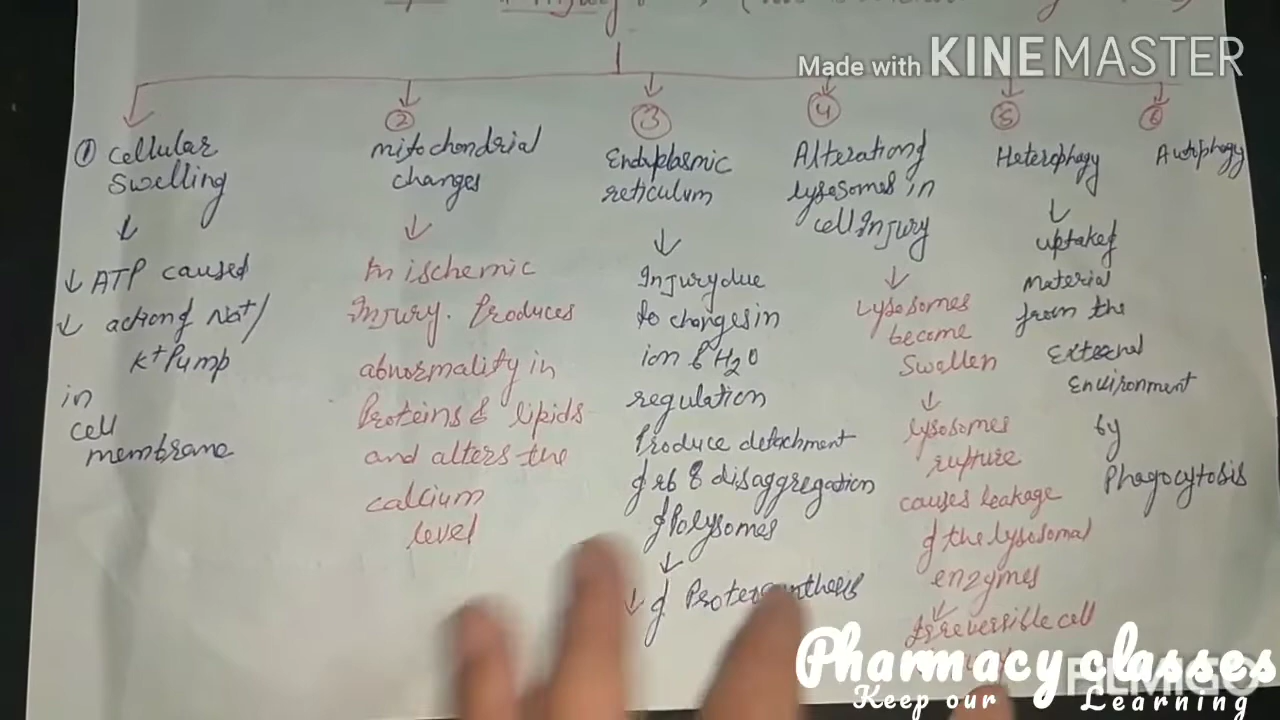 Injury
Made with KINEMASTER
① cellular
swelling
↓
↓ ATP caused
↓ action of Na+/
K+ Pump
in
cell
membrane
②
mitochondrial
changes
↓
In ischemic
Injury. Produces
abnormality in
Proteins & lipids
and alters the
calcium
level
③
Endoplasmic
reticulum
↓
Injury due
to changes in
ion & H2O
regulation
Produce detachment
of rb & disaggregation
of Polysomes
↓
↓ of
④
Alteration of
lysosomes in
cell Injury
↓
Lysosomes
become
Swollen
↓
lysosomes
rupture
causes leakage
of the lysosomal
enzymes
↓
Irreversible cell
⑤
Heterophagy
↓
uptake of
Material
from the
External
Environment
by
Phagocytosis
⑥
Autophagy
Pharmacy classes
Keep our Learning
FILMIGO